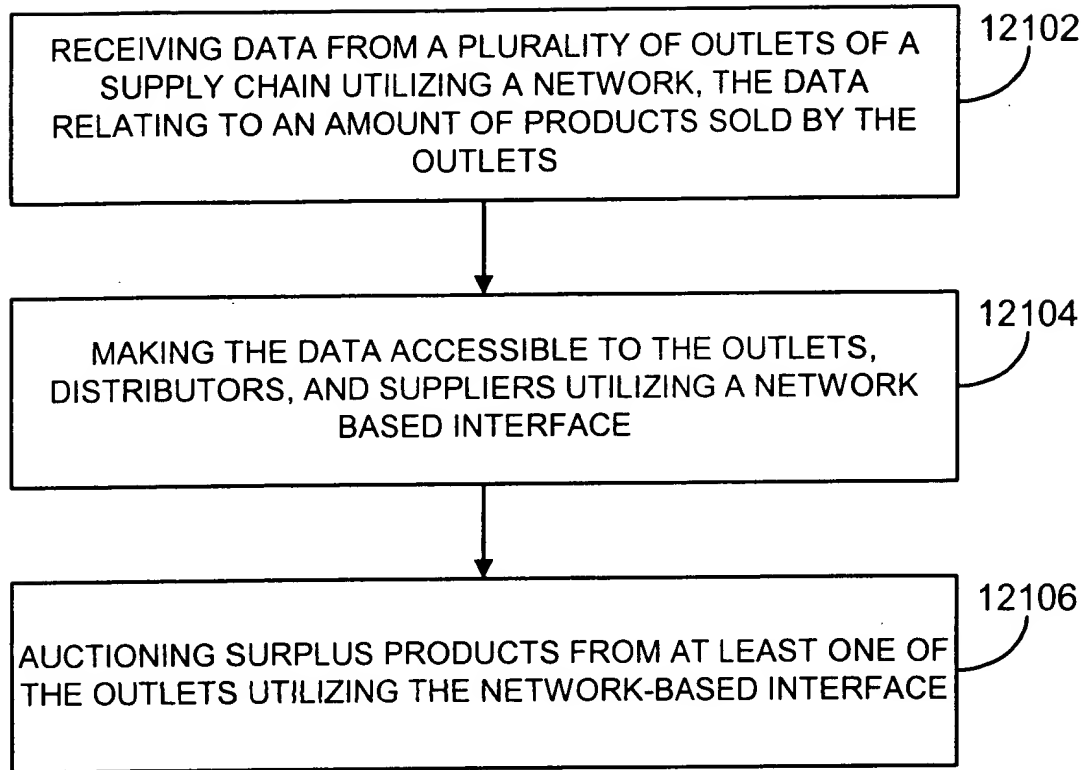 RECEIVING DATA FROM A PLURALITY OF OUTLETS OF A
SUPPLY CHAIN UTILIZING A NETWORK, THE DATA
RELATING TO AN AMOUNT OF PRODUCTS SOLD BY THE
OUTLETS
12102
MAKING THE DATA ACCESSIBLE TO THE OUTLETS,
DISTRIBUTORS, AND SUPPLIERS UTILIZING A NETWORK
BASED INTERFACE
12104
AUCTIONING SURPLUS PRODUCTS FROM AT LEAST ONE OF
THE OUTLETS UTILIZING THE NETWORK-BASED INTERFACE
12106